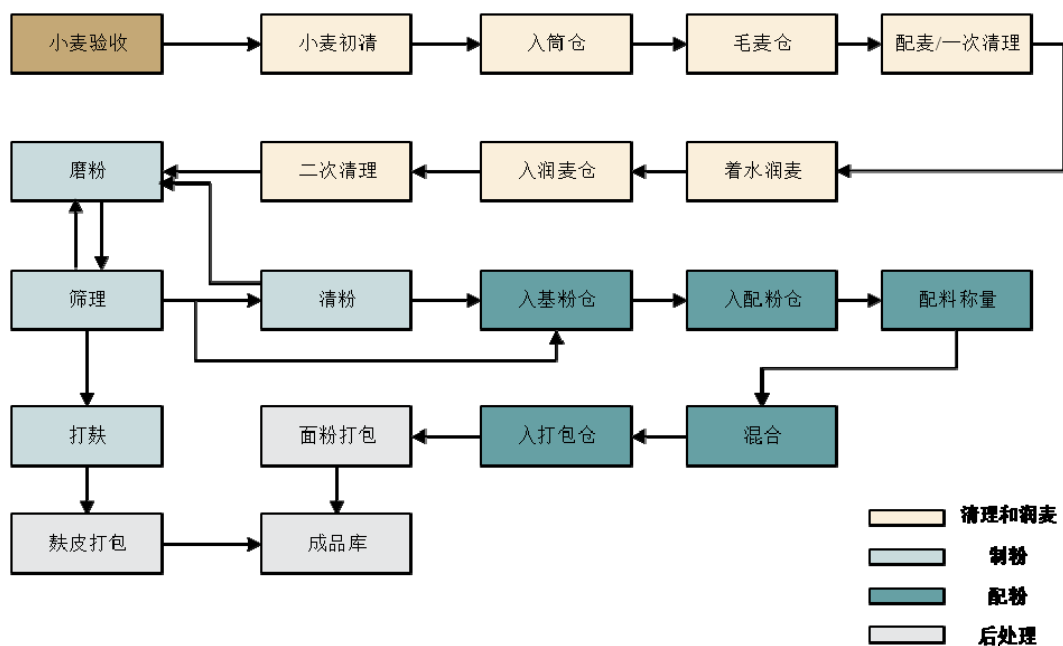 小麦验收
小麦初清
入筒仓
毛麦仓
配麦/一次清理
磨粉
二次清理
入润麦仓
着水润麦
筛理
清粉
入基粉仓
入配粉仓
配料称量
打麸
面粉打包
入打包仓
混合
麸皮打包
成品库
清理和润麦
制粉
配粉
后处理